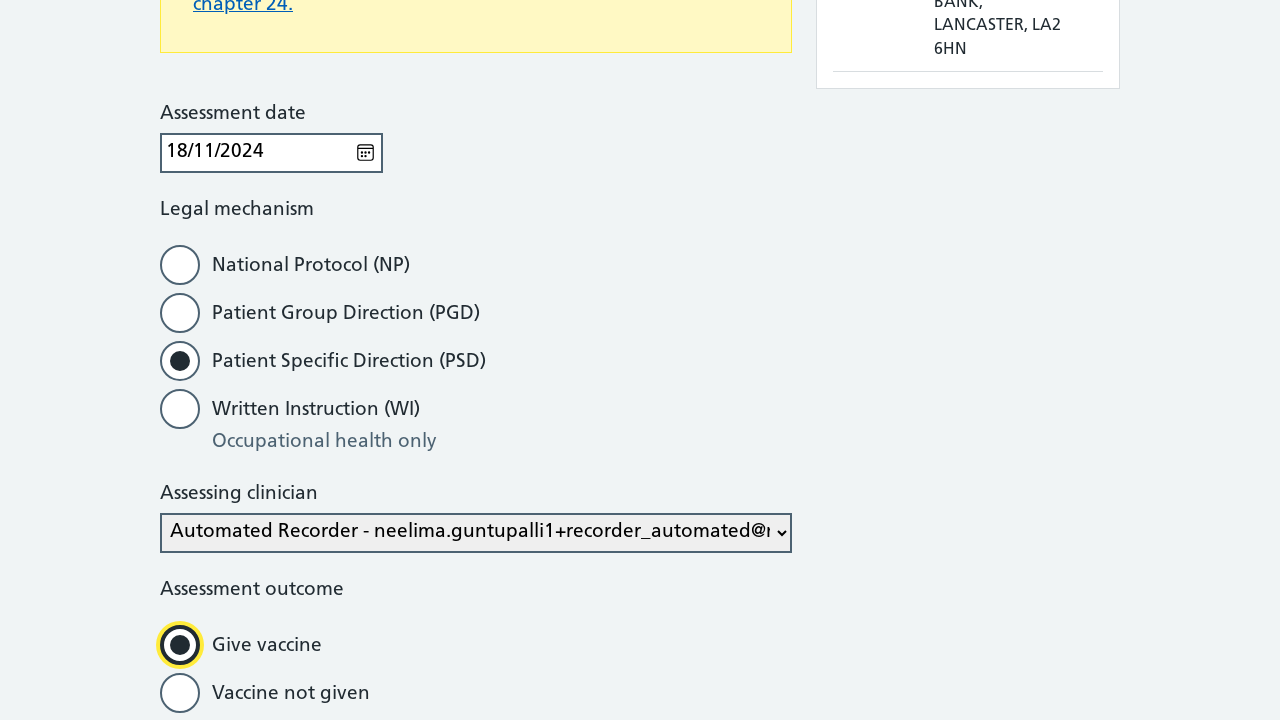 chapter 24.
BANK,
LANCASTER, LA2
6HN
Assessment date
18/11/2024
Legal mechanism
National Protocol (NP)
Patient Group Direction (PGD)
Patient Specific Direction (PSD)
Written Instruction (WI)
Occupational health only
Assessing clinician
Automated Recorder - neelima.guntupalli1+recorder_automated@
Assessment outcome
Give vaccine
Vaccine not given